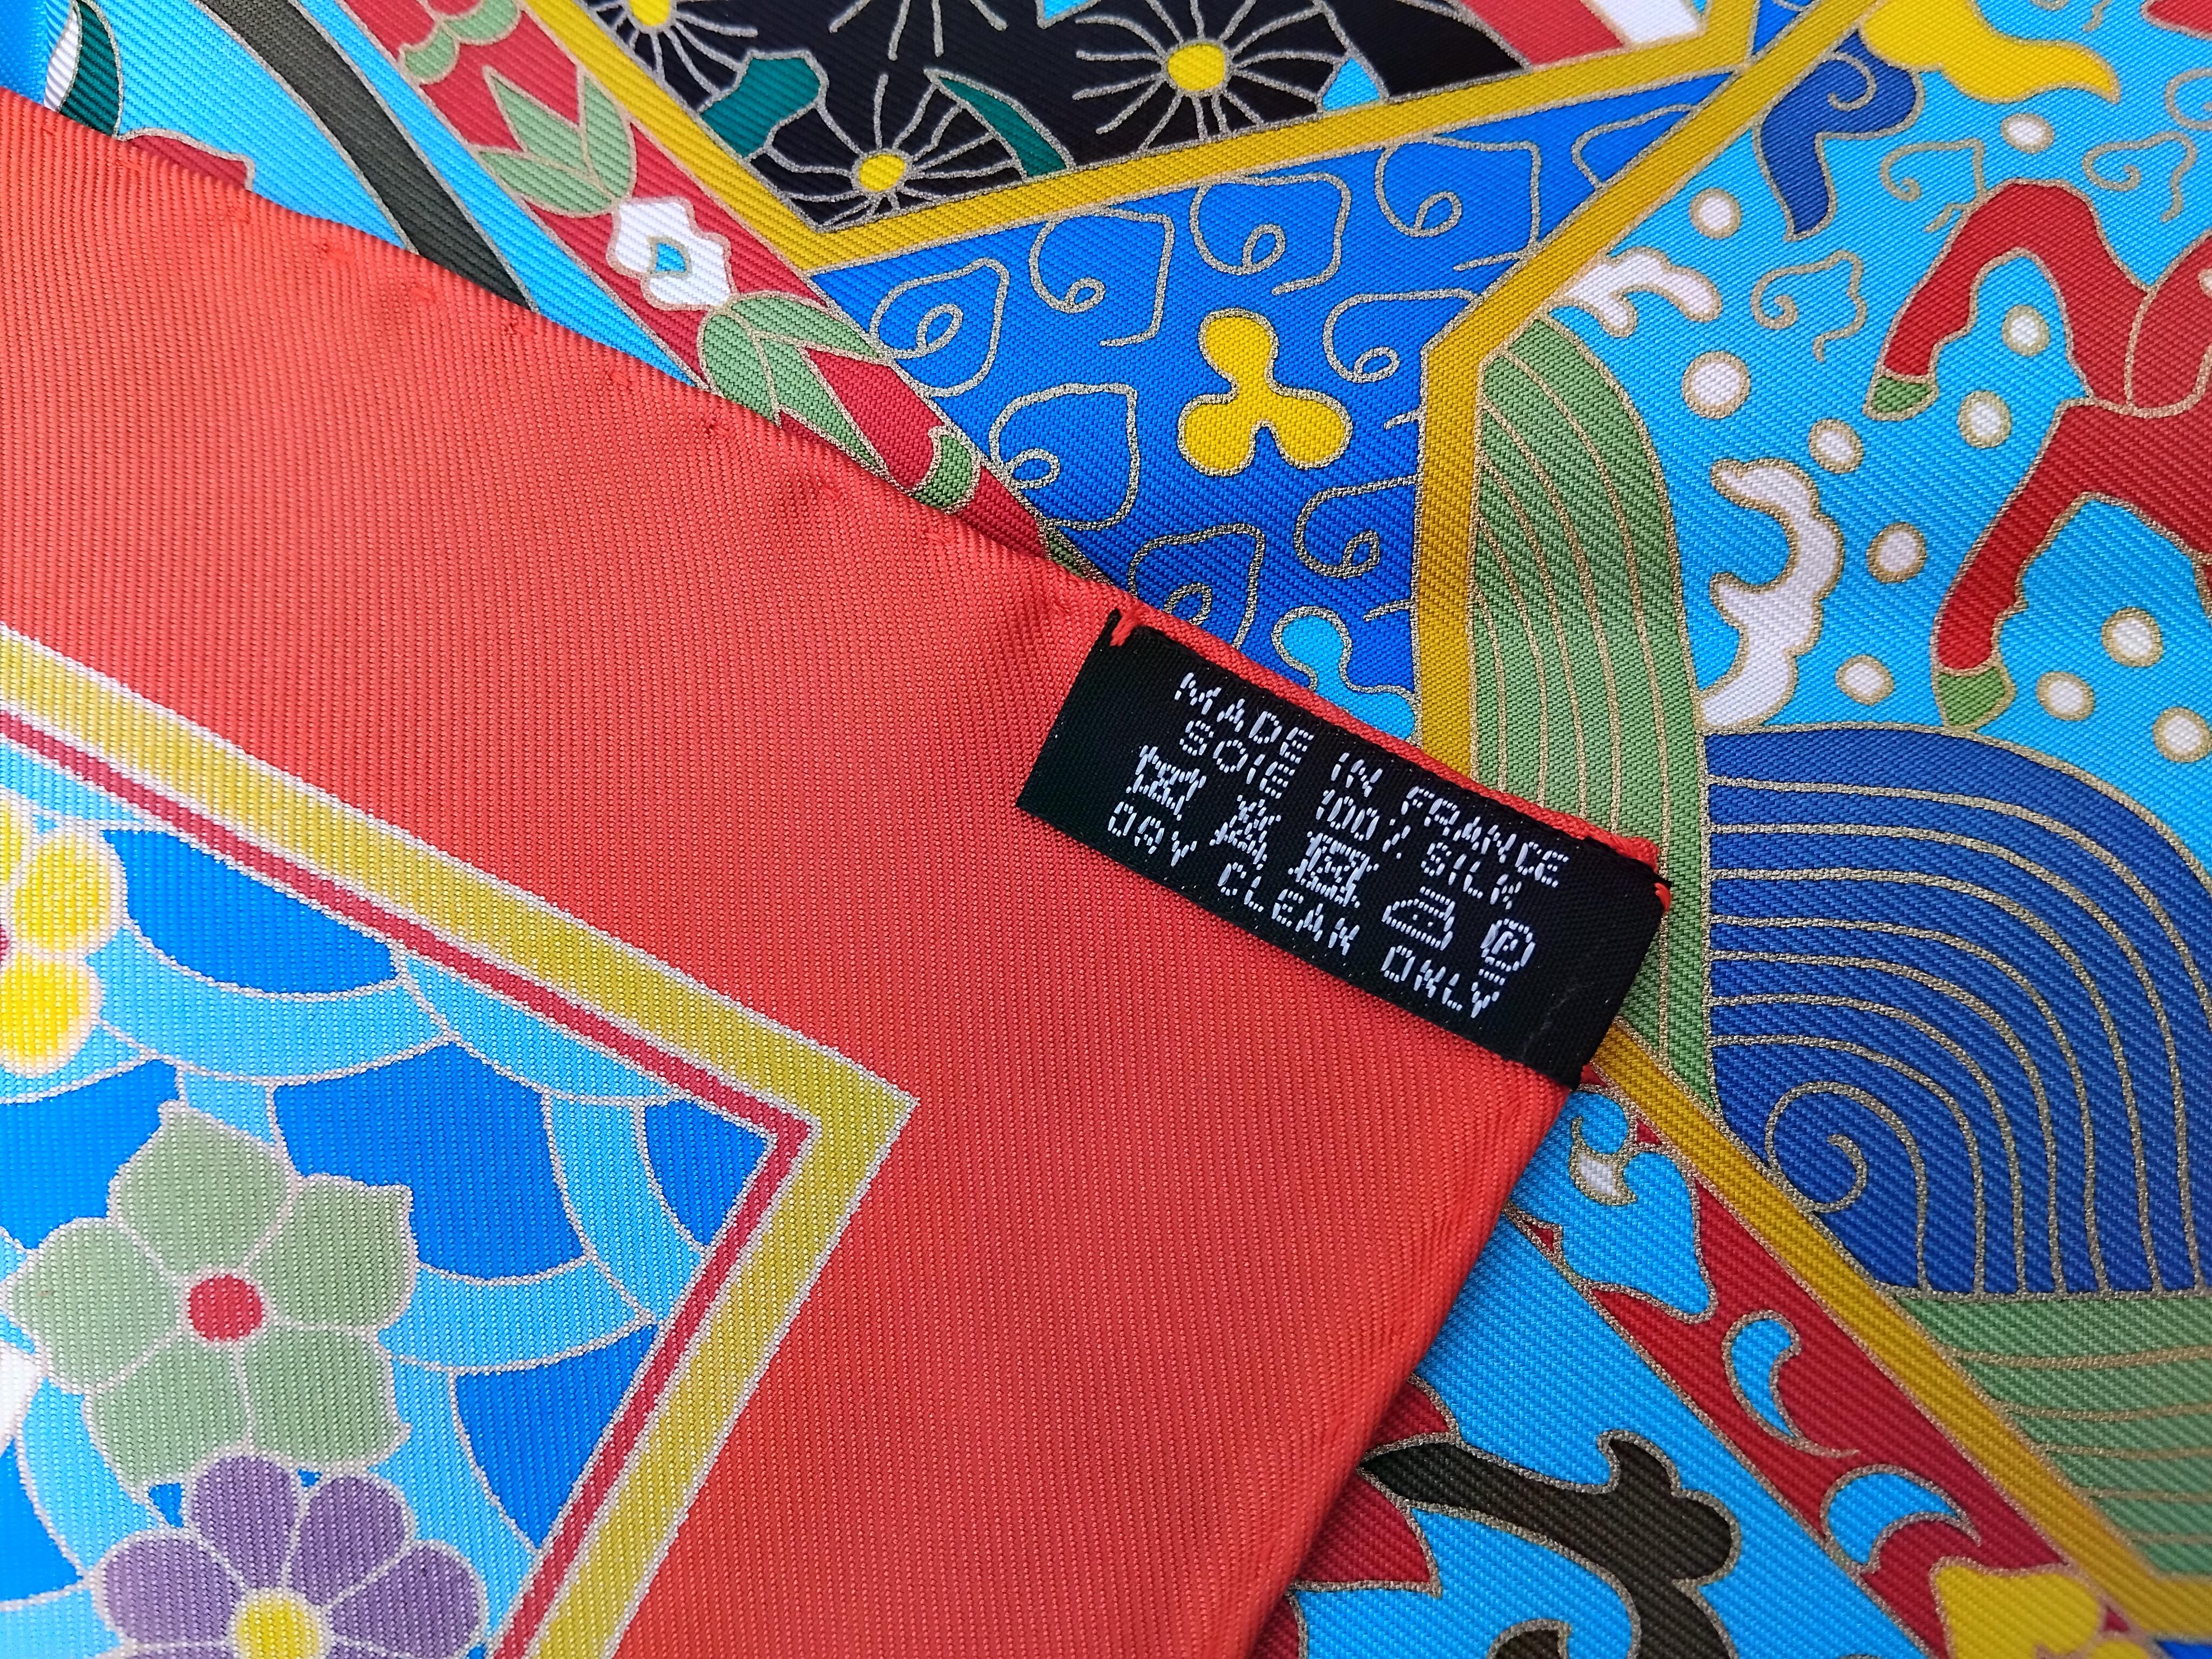 MADE IN FRANCE
SOIE 100% SILK
DRY CLEAN ONLY